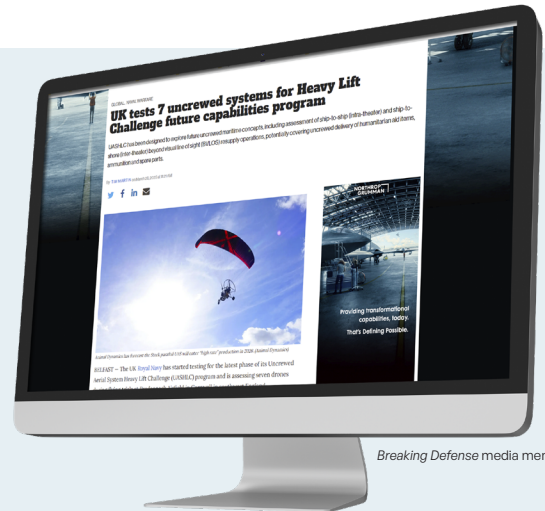 GLOBAL, NAVAL WARFARE
UK tests 7 uncrewed systems for Heavy Lift
Challenge future capabilities program
UASHLC has been designed to explore future uncrewed maritime concepts, including assessment of ship-to-ship (intra-theater) and ship-to-
shore (inter-theater) beyond visual line of sight (BVLOS) resupply operations, potentially covering uncrewed delivery of humanitarian aid items,
ammunition and spare parts.
By TIM MARTIN
NORTHROP
GRUMMAN
Providing transformational
capabilities, today.
That's Defining Possible.
BELFAST — The UK Royal Navy has started testing for the latest phase of its Uncrewed
Aerial System Heavy Lift Challenge (UASHLC) program and is assessing seven drones
Breaking Defense media men